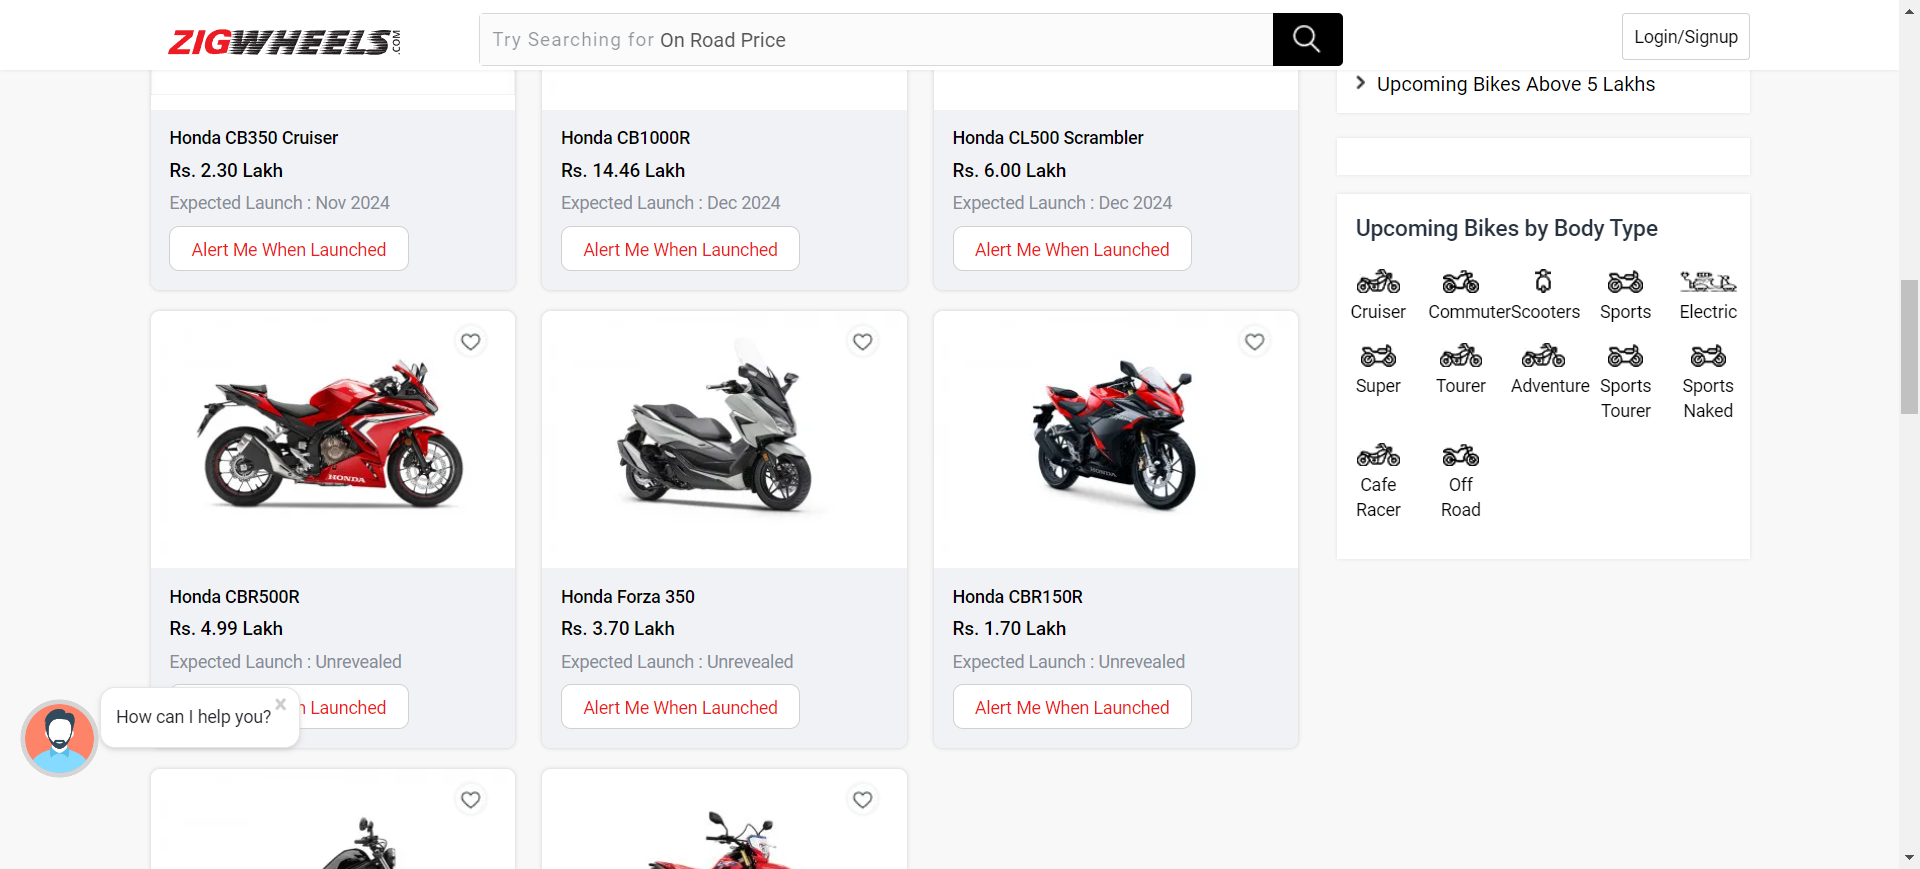 ZIGWHEELS.COM
Try Searching for On Road Price
Login/Signup
Upcoming Bikes Above 5 Lakhs
Honda CB350 Cruiser
Rs. 2.30 Lakh
Expected Launch : Nov 2024
Alert Me When Launched
Honda CB1000R
Rs. 14.46 Lakh
Expected Launch : Dec 2024
Alert Me When Launched
Honda CL500 Scrambler
Rs. 6.00 Lakh
Expected Launch : Dec 2024
Alert Me When Launched
Upcoming Bikes by Body Type
Cruiser
Commuter
Scooters
Sports
Electric
Super
Tourer
Adventure
Sports
Tourer
Sports
Naked
Cafe
Racer
Off
Road
HONDA
HONDA
Honda CBR500R
Rs. 4.99 Lakh
Expected Launch : Unrevealed
Launched
Honda Forza 350
Rs. 3.70 Lakh
Expected Launch : Unrevealed
Alert Me When Launched
Honda CBR150R
Rs. 1.70 Lakh
Expected Launch : Unrevealed
Alert Me When Launched
How can I help you?